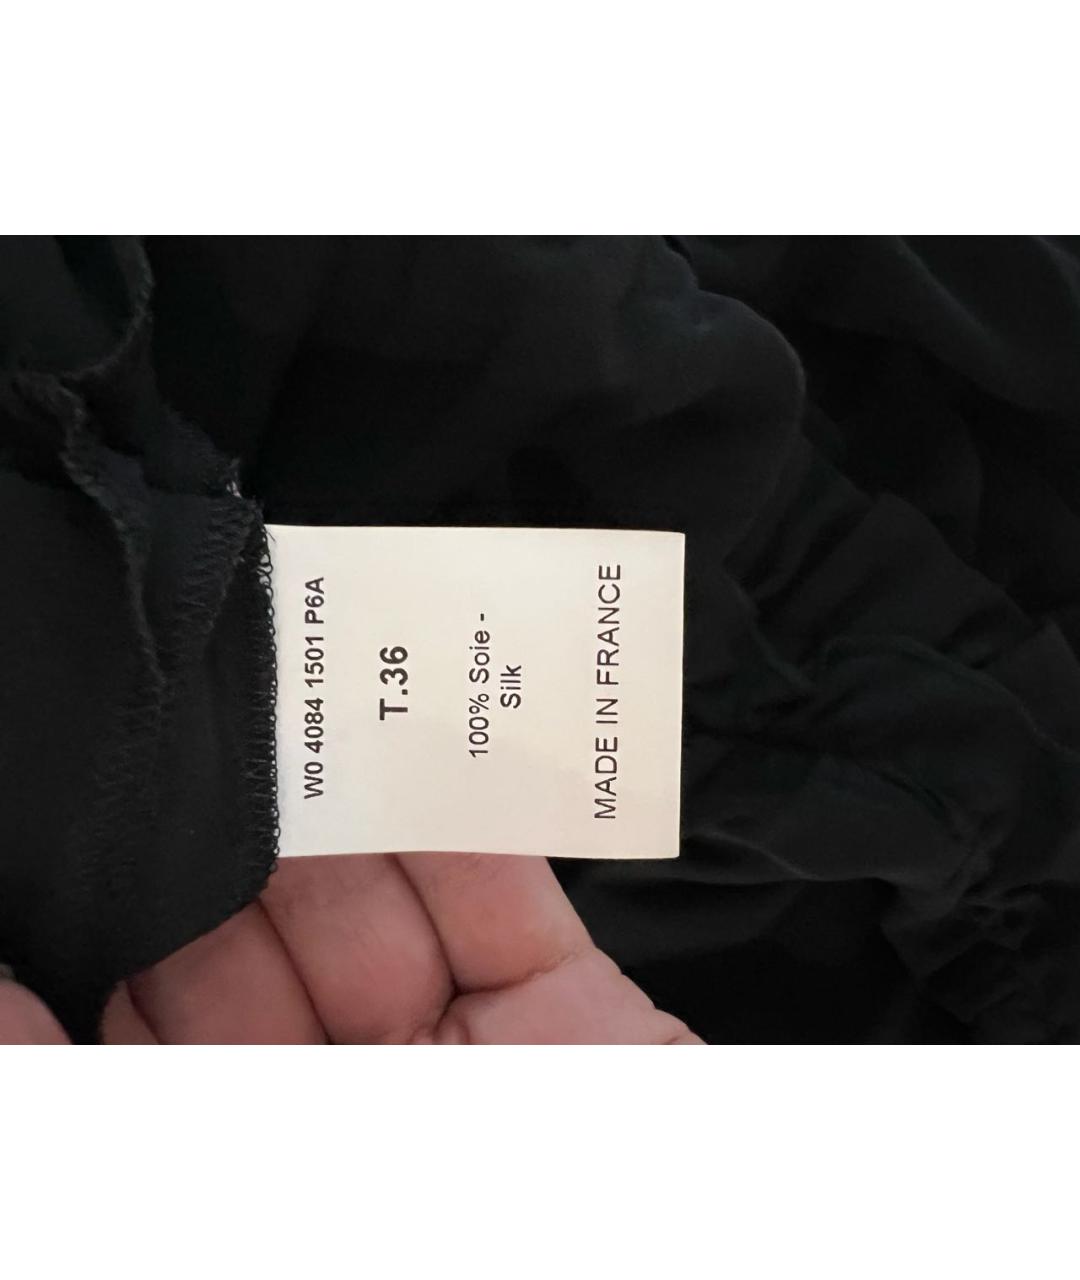 W0 4084 1501 P6A
T.36
100% Soie -
Silk
MADE IN FRANCE